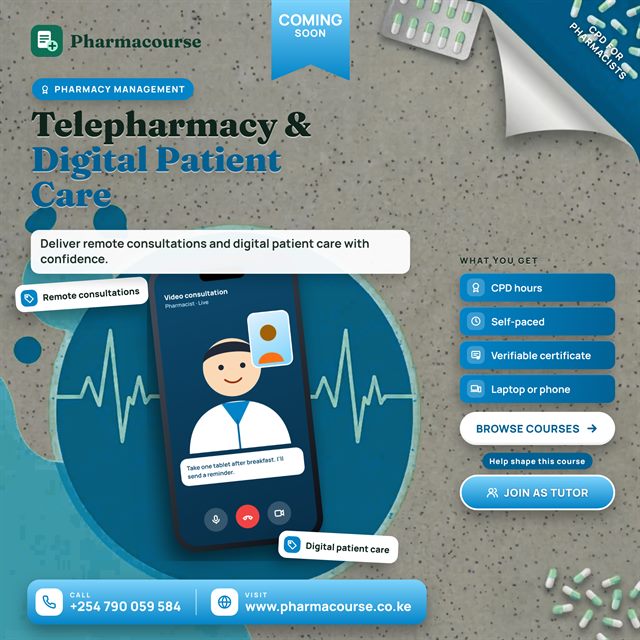 Pharmacourse
COMING
SOON
CPD FOR
PHARMACISTS
PHARMACY MANAGEMENT
Telepharmacy &
Digital Patient
Care
Deliver remote consultations and digital patient care with
confidence.
Remote consultations
Video consultation
Pharmacist · Live
Take one tablet after breakfast. I'll
send a reminder.
Digital patient care
WHAT YOU GET
CPD hours
Self-paced
Verifiable certificate
Laptop or phone
BROWSE COURSES →
Help shape this course
JOIN AS TUTOR
CALL
+254 790 059 584
VISIT
www.pharmacourse.co.ke